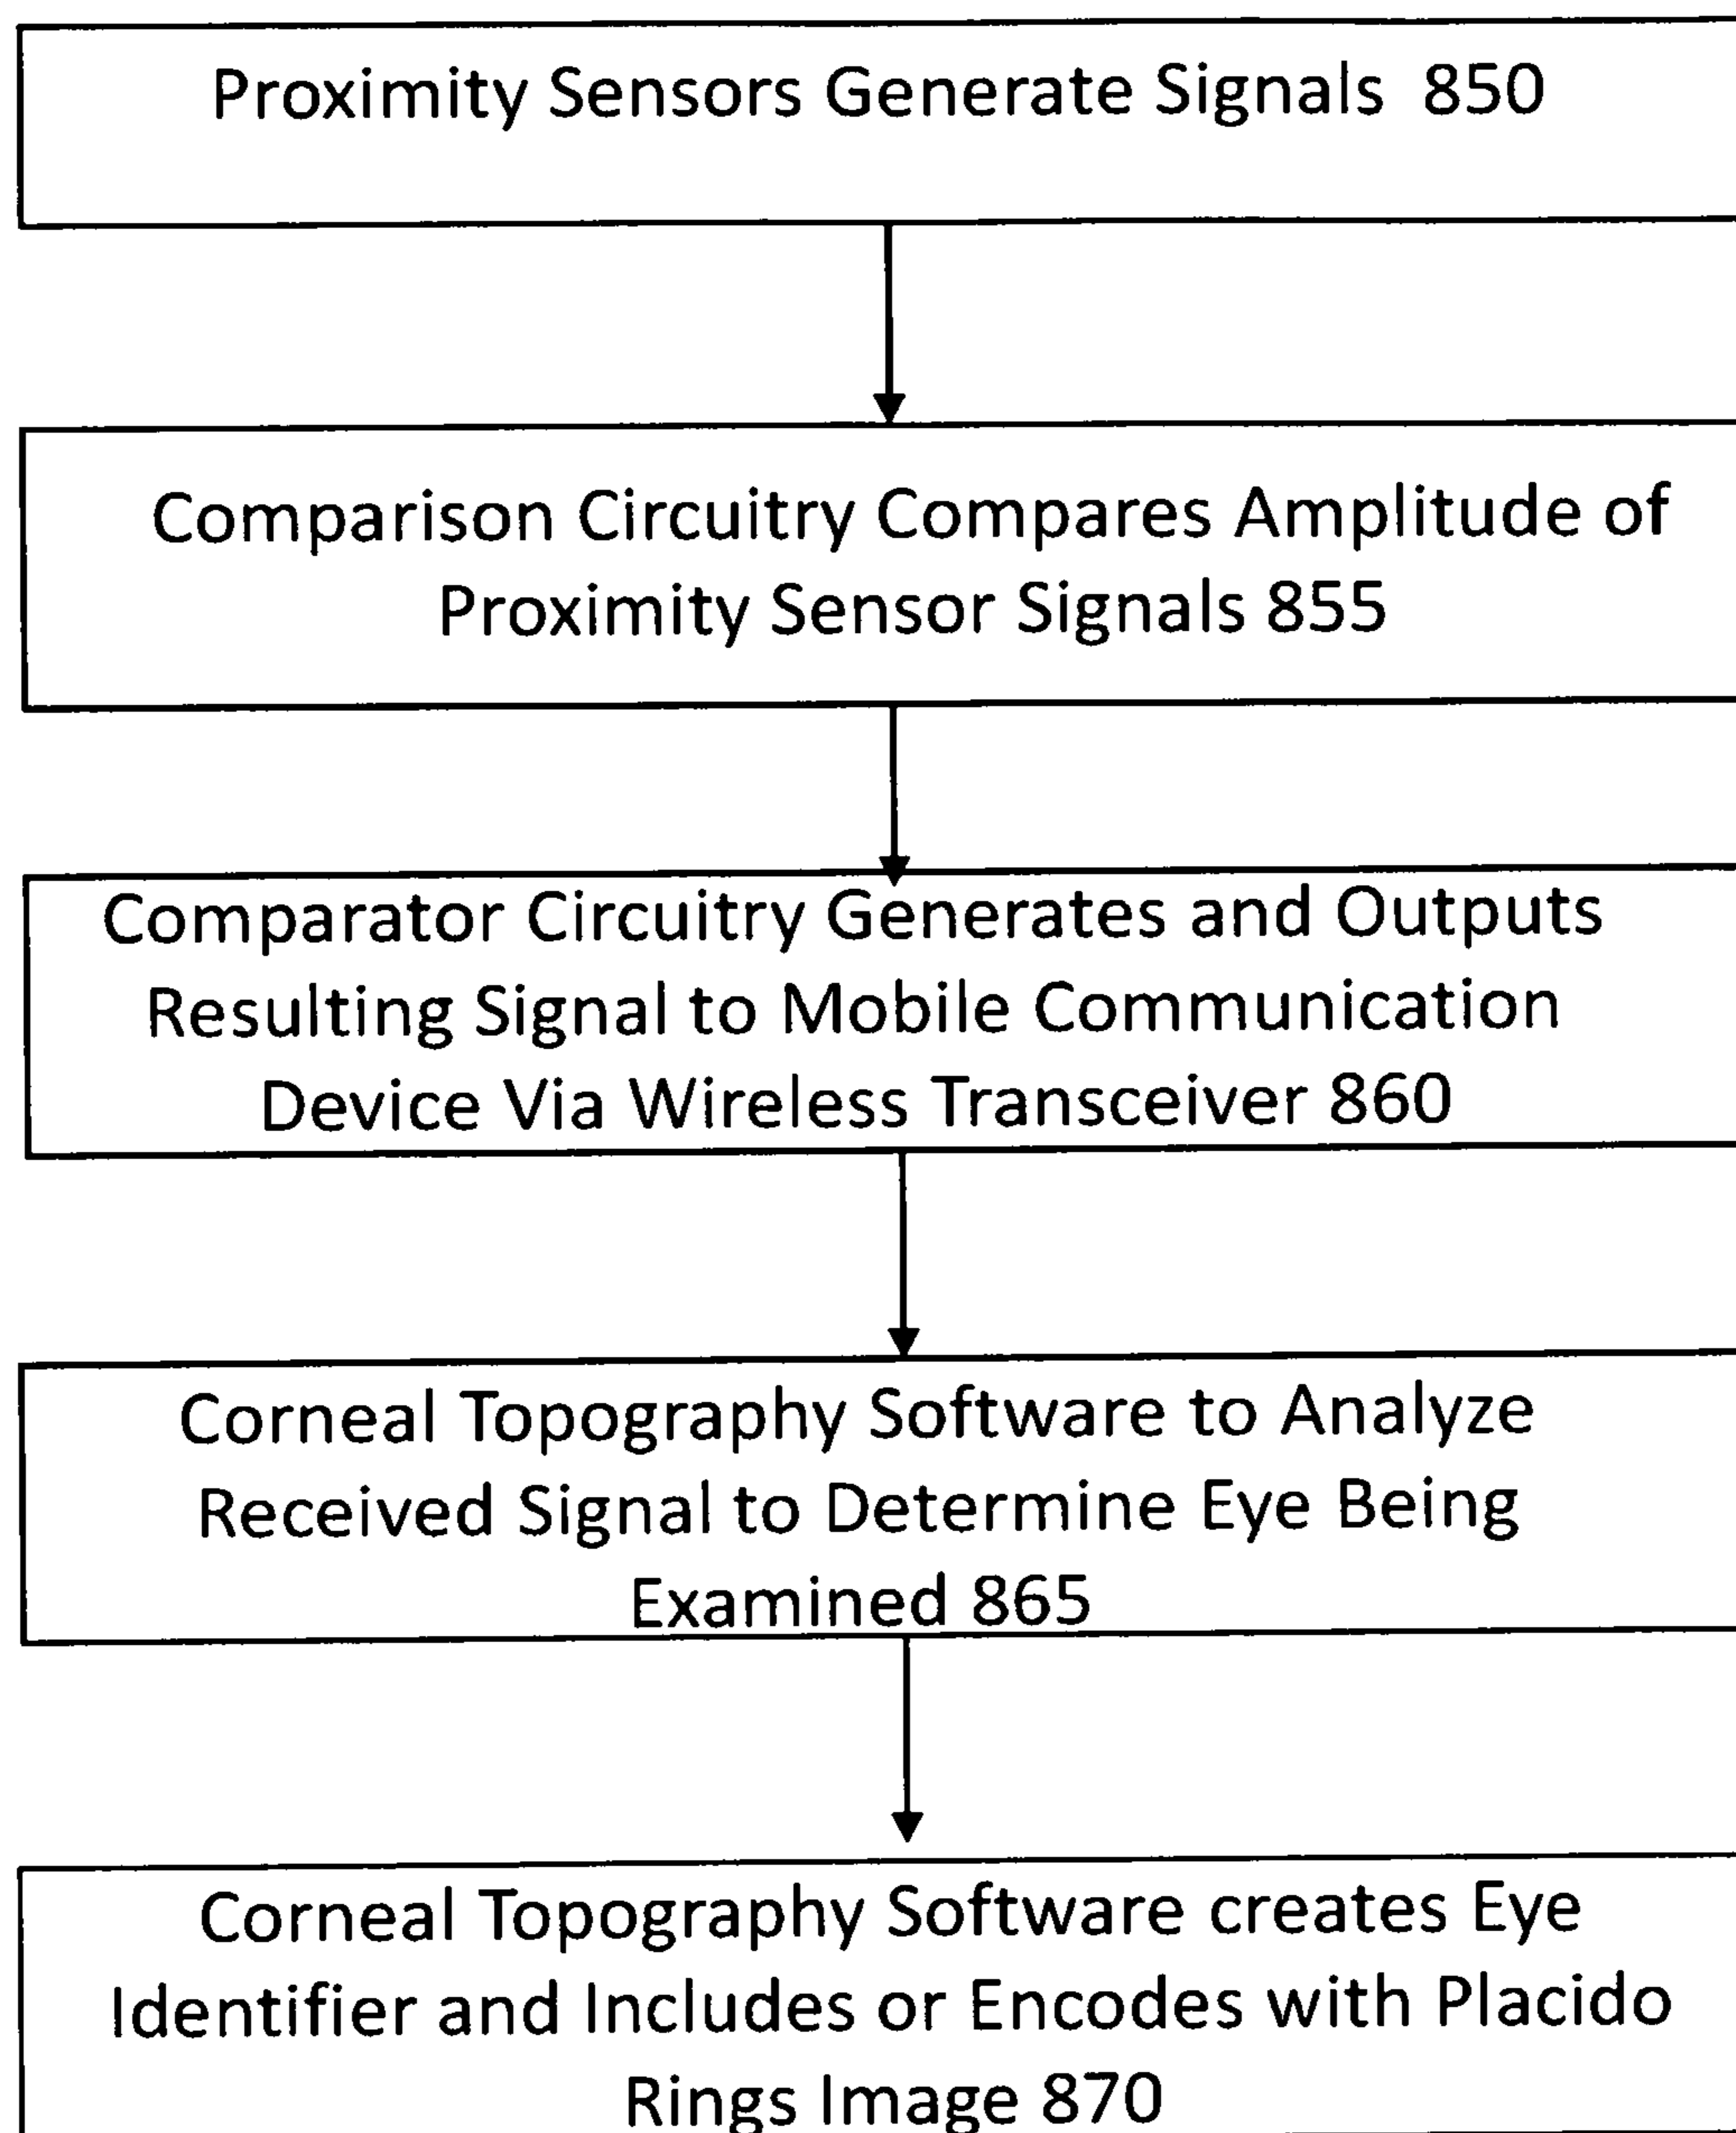 Proximity Sensors Generate Signals 850
Comparison Circuitry Compares Amplitude of
Proximity Sensor Signals 855
Comparator Circuitry Generates and Outputs
Resulting Signal to Mobile Communication
Device Via Wireless Transceiver 860
Corneal Topography Software to Analyze
Received Signal to Determine Eye Being
Examined 865
Corneal Topography Software creates Eye
Identifier and Includes or Encodes with Placido
Rings Image 870